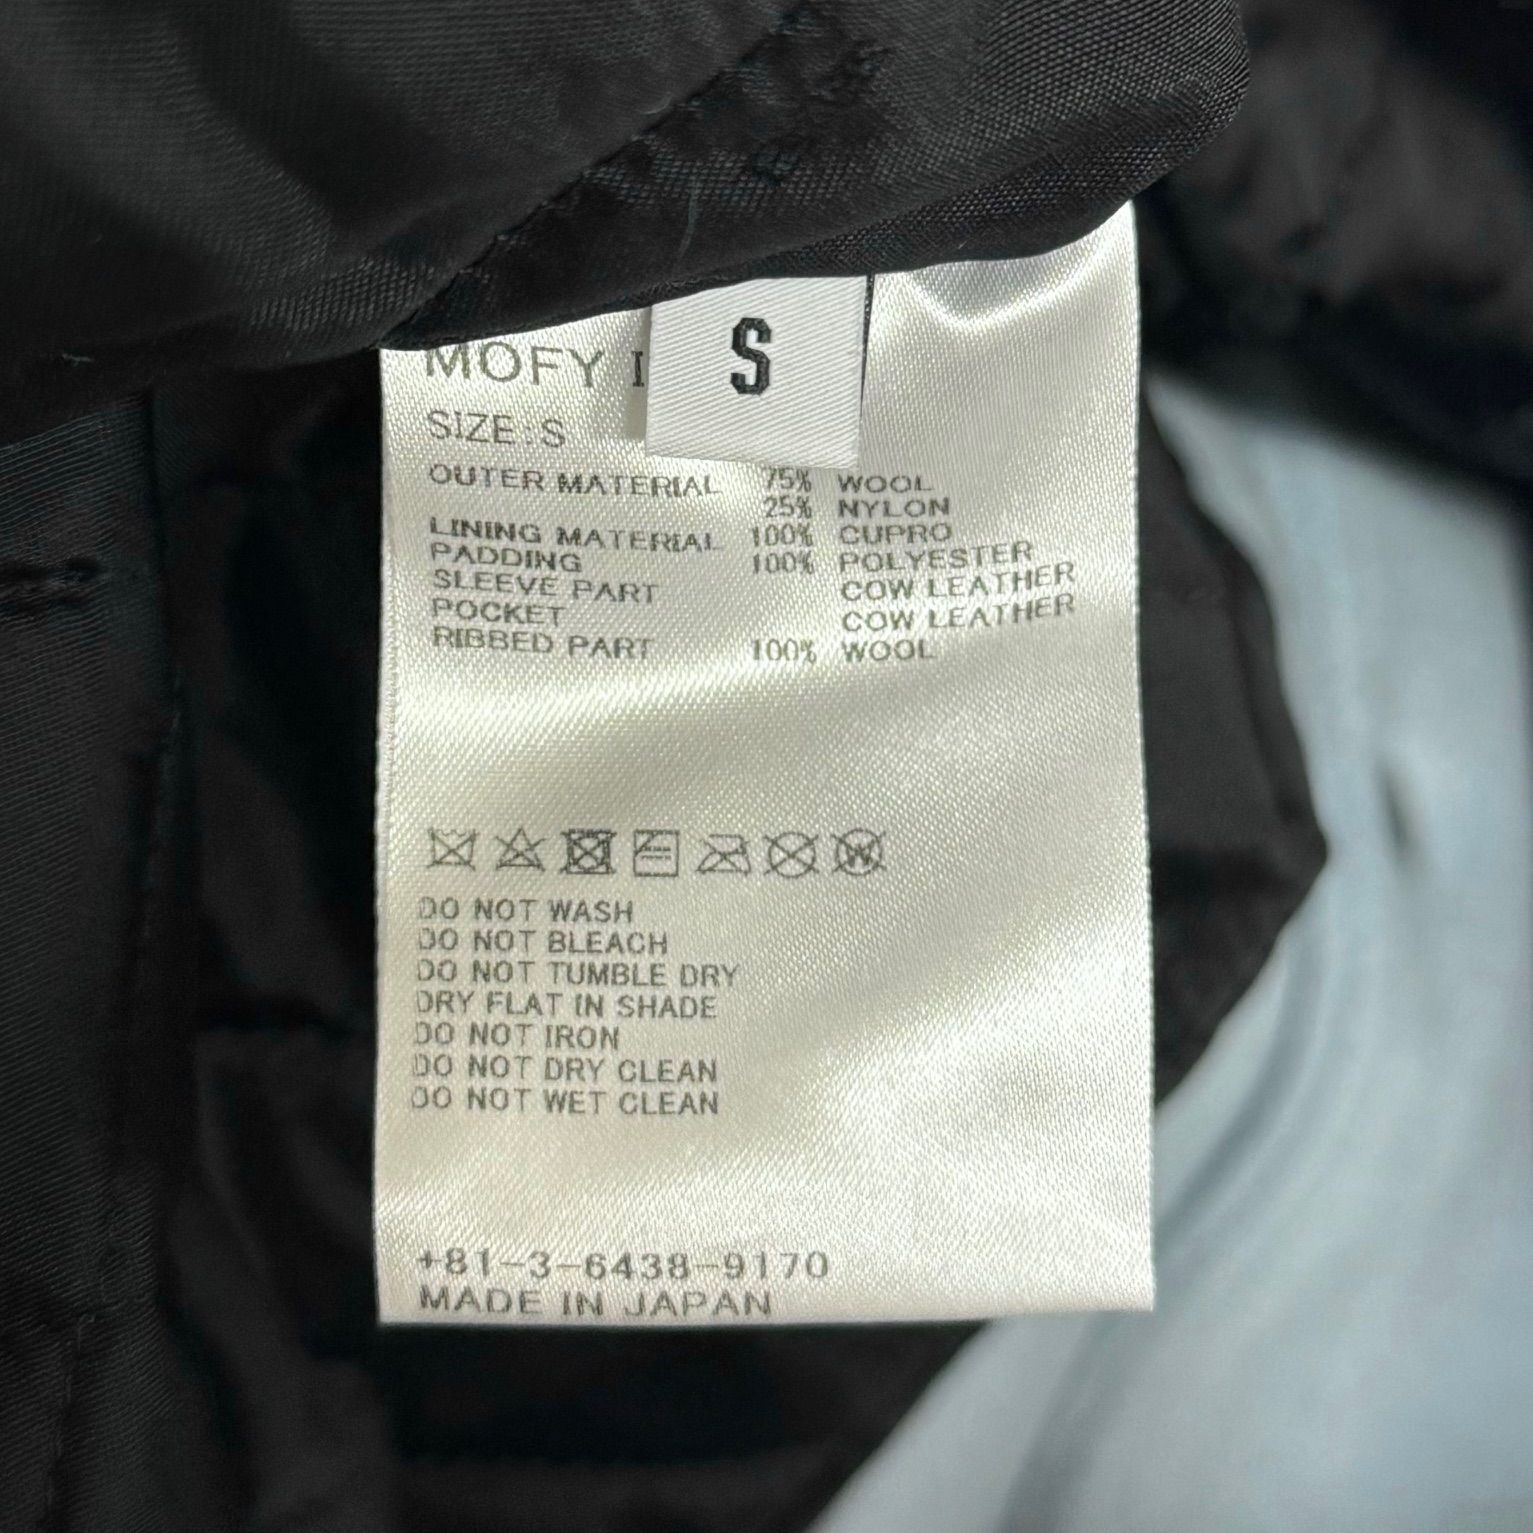 S
MOFY I
SIZE:S
OUTER MATERIAL 75% WOOL
25% NYLON
LINING MATERIAL 100% CUPRO
PADDING 100% POLYESTER
SLEEVE PART COW LEATHER
POCKET COW LEATHER
RIBBED PART 100% WOOL
DO NOT WASH
DO NOT BLEACH
DO NOT TUMBLE DRY
DRY FLAT IN SHADE
DO NOT IRON
DO NOT DRY CLEAN
DO NOT WET CLEAN
+81-3-6438-9170
MADE IN JAPAN